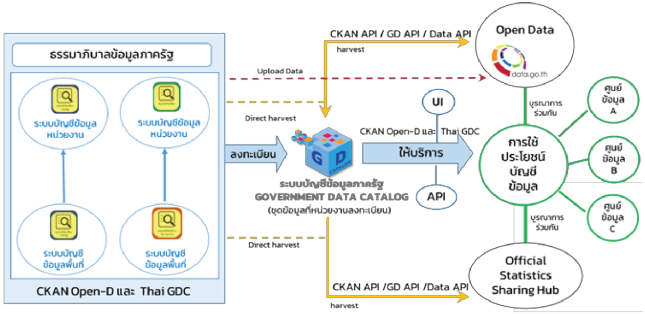 ธรรมาภิบาลข้อมูลภาครัฐ
ระบบบัญชีข้อมูล
หน่วยงาน
ระบบบัญชีข้อมูล
หน่วยงาน
ระบบบัญชี
ข้อมูลพื้นที่
ระบบบัญชี
ข้อมูลพื้นที่
CKAN Open-D และ Thai GDC
CKAN API / GD API / Data API
harvest
Upload Data
Direct harvest
ลงทะเบียน
G D
CATALOG
ระบบบัญชีข้อมูลภาครัฐ
GOVERNMENT DATA CATALOG
(ชุดข้อมูลที่หน่วยงานลงทะเบียน)
Direct harvest
CKAN API /GD API /Data API
harvest
UI
CKAN Open-D และ Thai GDC
ให้บริการ
API
Open Data
data.go.th
บูรณาการ
ร่วมกัน
การใช้
ประโยชน์
บัญชี
ข้อมูล
บูรณาการ
ร่วมกัน
Official
Statistics
Sharing Hub
ศูนย์
ข้อมูล
A
ศูนย์
ข้อมูล
B
ศูนย์
ข้อมูล
C